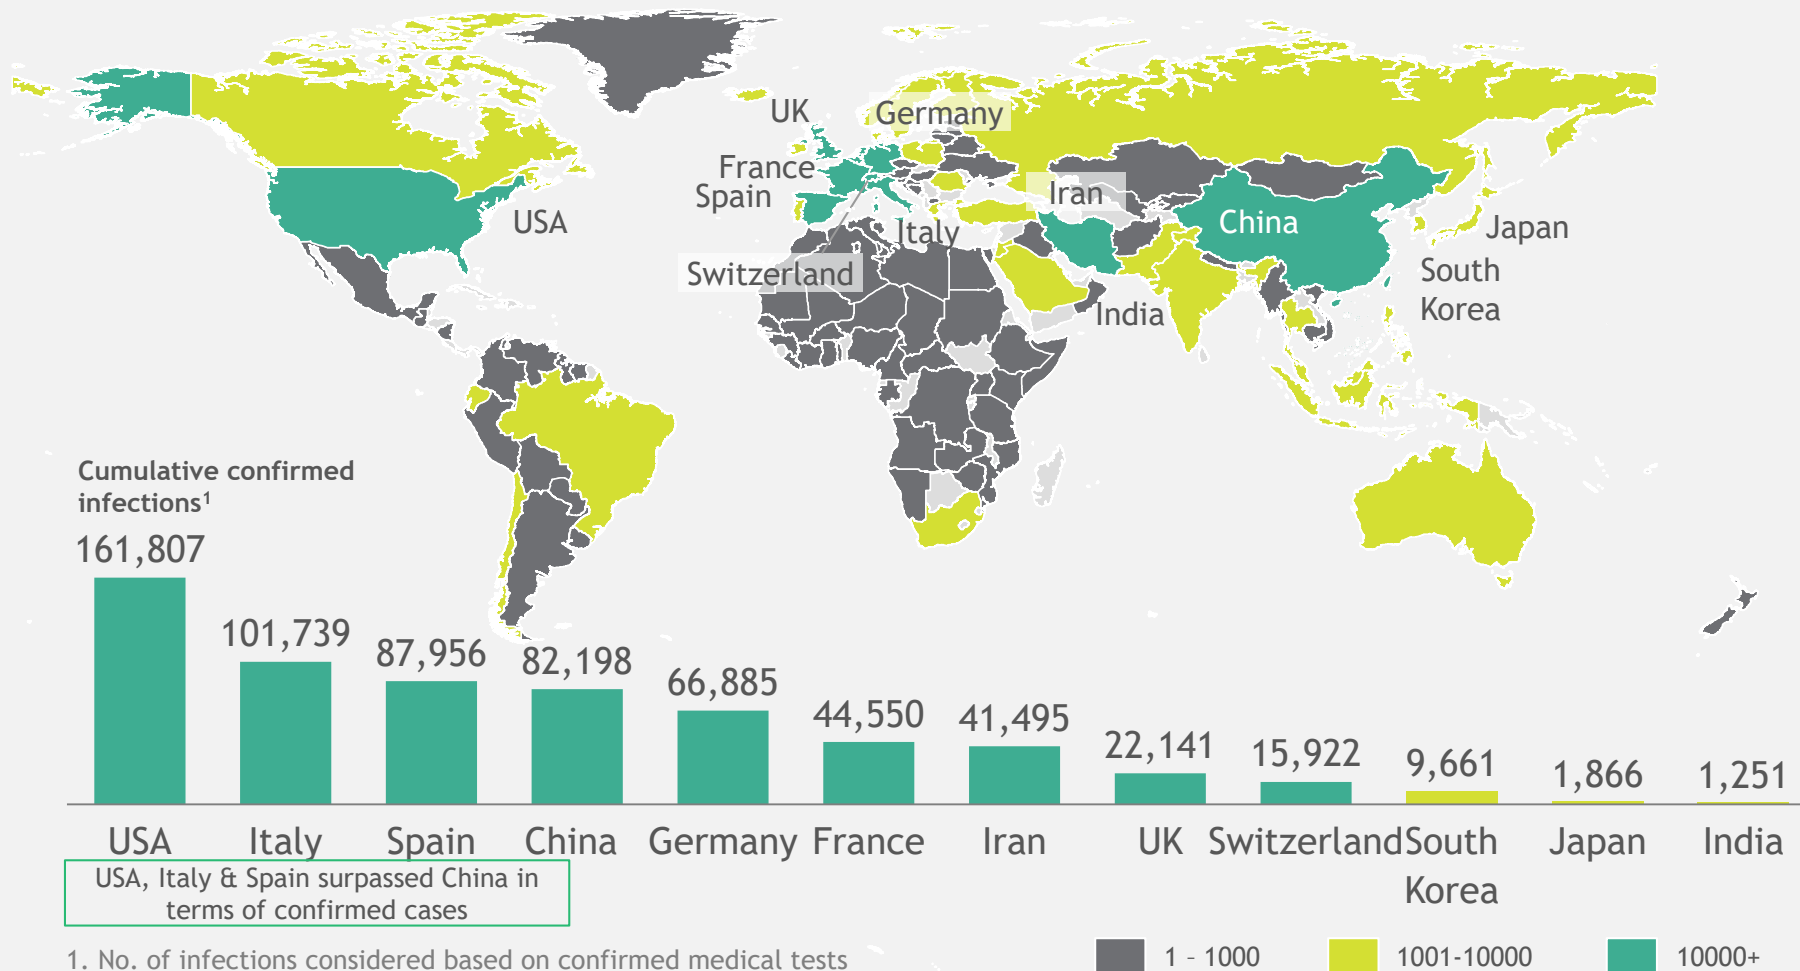 UK
Germany
France
Spain
Iran
USA
China
Italy
Japan
Switzerland
South
Korea
India
Cumulative confirmed
infections¹
161,807
101,739
87,956
82,198
66,885
44,550
41,495
22,141
15,922
9,661
1,866
1,251
USA
Italy
Spain
China
Germany
France
Iran
UK
Switzerland
South
Korea
Japan
India
USA, Italy & Spain surpassed China in
terms of confirmed cases
1. No. of infections considered based on confirmed medical tests
1 - 1000
1001-10000
10000+